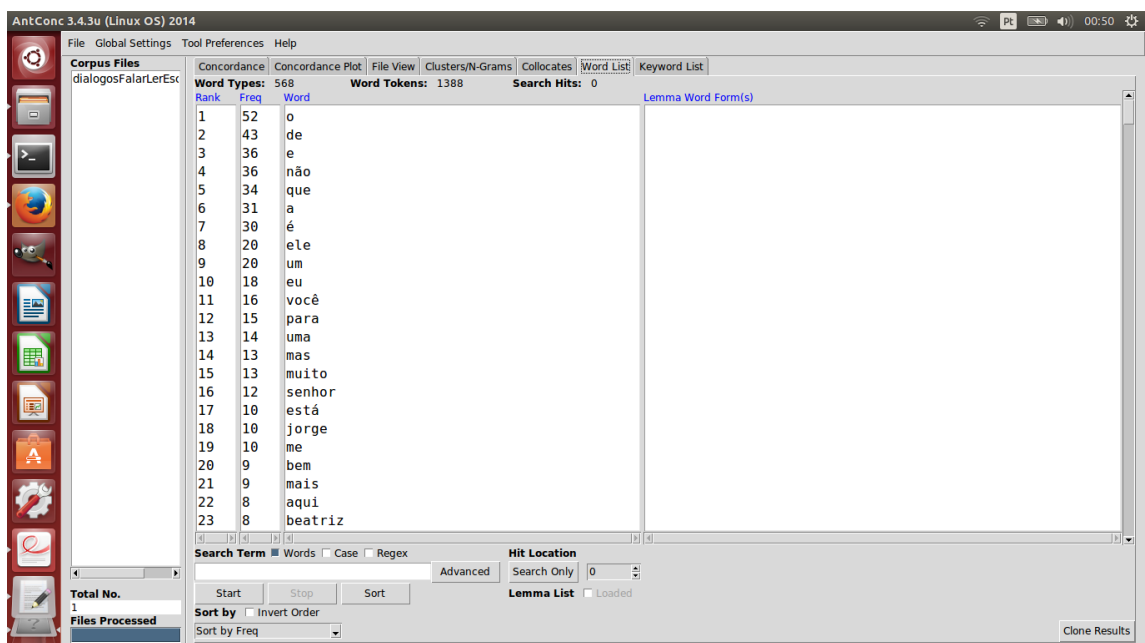 AntConc 3.4.3u (Linux OS) 2014 Pt 00:50
File Global Settings Tool Preferences Help
Corpus Files
dialogosFalarLerEsc
Concordance Concordance Plot File View Clusters/N-Grams Collocates Word List Keyword List
Word Types: 568 Word Tokens: 1388 Search Hits: 0
Rank Freq Word Lemma Word Form(s)
1 52 o
2 43 de
3 36 e
4 36 não
5 34 que
6 31 a
7 30 é
8 20 ele
9 20 um
10 18 eu
11 16 você
12 15 para
13 14 uma
14 13 mas
15 13 muito
16 12 senhor
17 10 está
18 10 jorge
19 10 me
20 9 bem
21 9 mais
22 8 aqui
23 8 beatriz
Search Term Words Case Regex Hit Location
Advanced Search Only 0
Start Stop Sort Lemma List Loaded
Total No.
1
Files Processed
Sort by Invert Order
Sort by Freq Clone Results